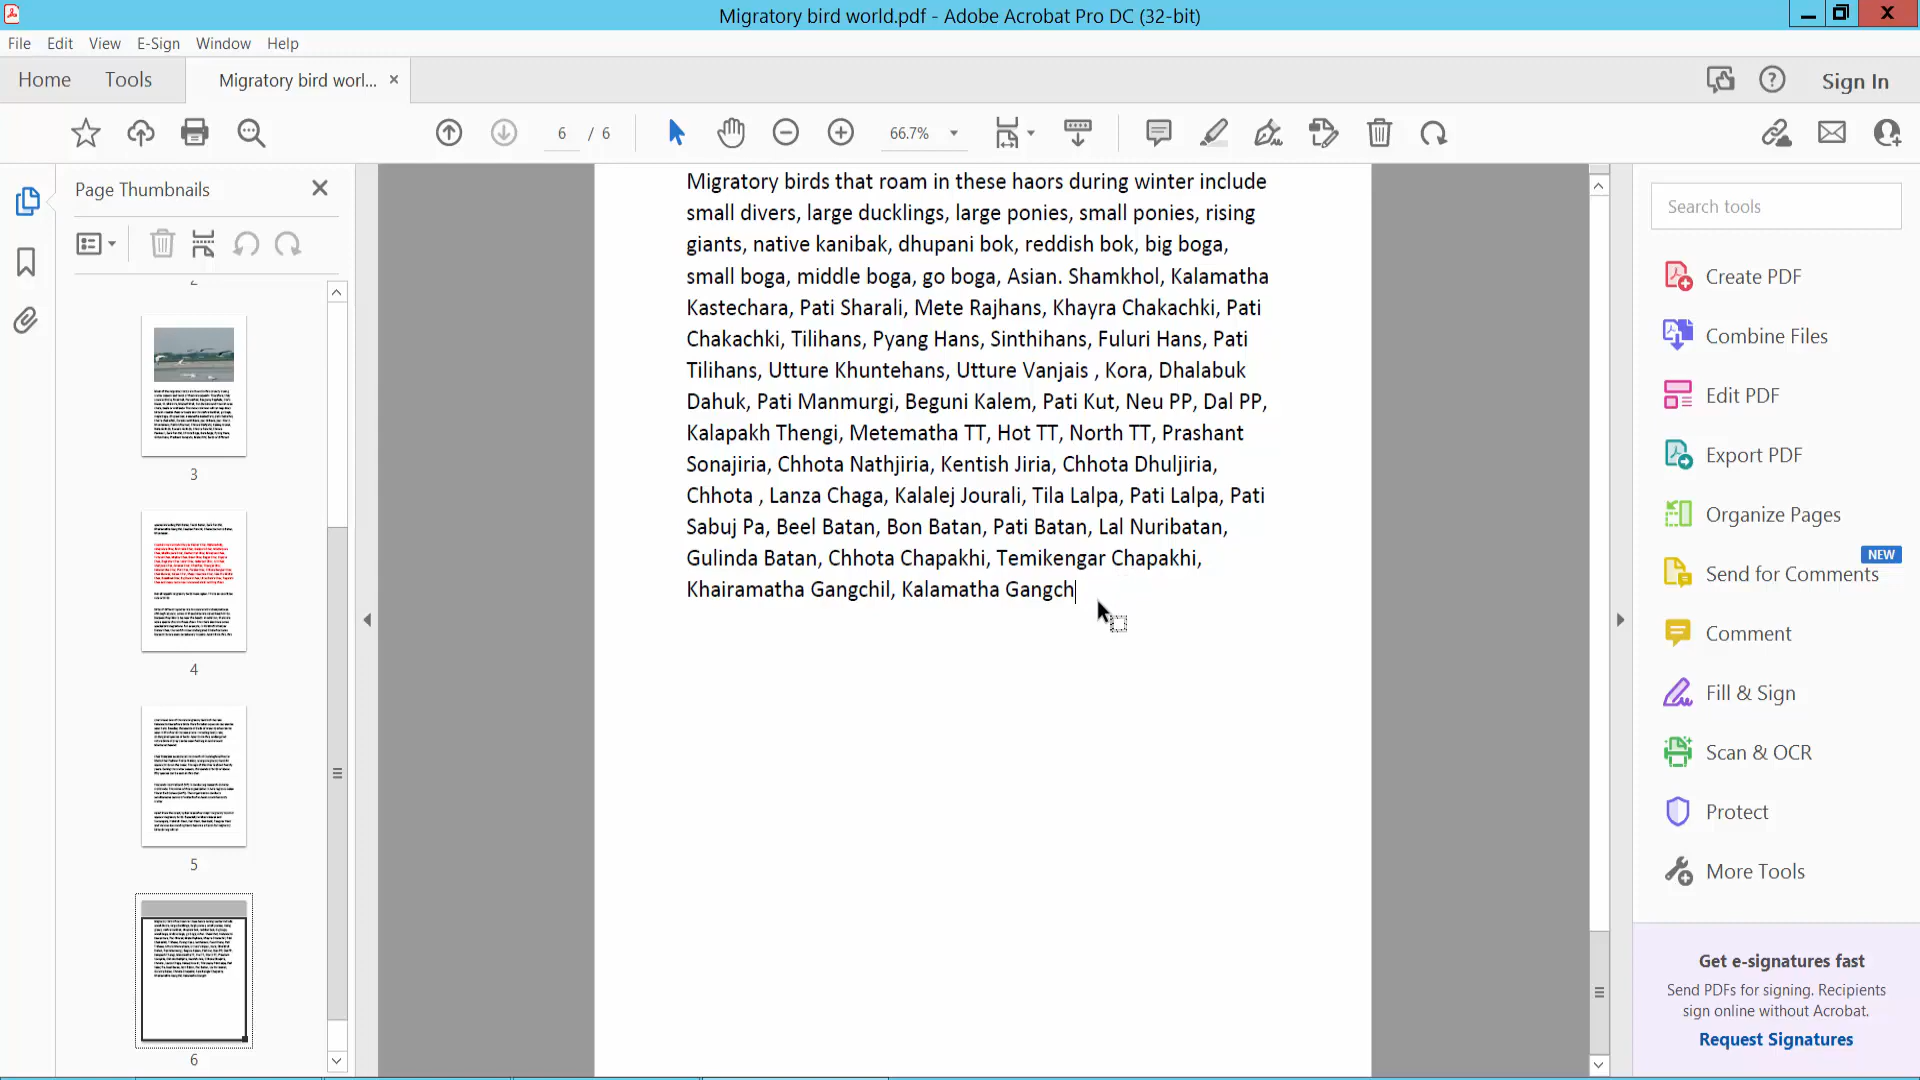 Migratory bird world.pdf - Adobe Acrobat Pro DC (32-bit)
File Edit View E-Sign Window Help
Home Tools Migratory bird worl... × Sign In
6 / 6 66.7%
Page Thumbnails
3
4
5
6
Migratory birds that roam in these haors during winter include
small divers, large ducklings, large ponies, small ponies, rising
giants, native kanibak, dhupani bok, reddish bok, big boga,
small boga, middle boga, go boga, Asian. Shamkhol, Kalamatha
Kastechara, Pati Sharali, Mete Rajhans, Khayra Chakachki, Pati
Chakachki, Tilihans, Pyang Hans, Sinthihans, Fuluri Hans, Pati
Tilihans, Utture Khuntehans, Utture Vanjais , Kora, Dhalabuk
Dahuk, Pati Manmurgi, Beguni Kalem, Pati Kut, Neu PP, Dal PP,
Kalapakh Thengi, Metematha TT, Hot TT, North TT, Prashant
Sonajiria, Chhota Nathjiria, Kentish Jiria, Chhota Dhuljiria,
Chhota , Lanza Chaga, Kalalej Jourali, Tila Lalpa, Pati Lalpa, Pati
Sabuj Pa, Beel Batan, Bon Batan, Pati Batan, Lal Nuribatan,
Gulinda Batan, Chhota Chapakhi, Temikengar Chapakhi,
Khairamatha Gangchil, Kalamatha Gangch
Search tools
Create PDF
Combine Files
Edit PDF
Export PDF
Organize Pages
NEW
Send for Comments
Comment
Fill & Sign
Scan & OCR
Protect
More Tools
Get e-signatures fast
Send PDFs for signing. Recipients
sign online without Acrobat.
Request Signatures